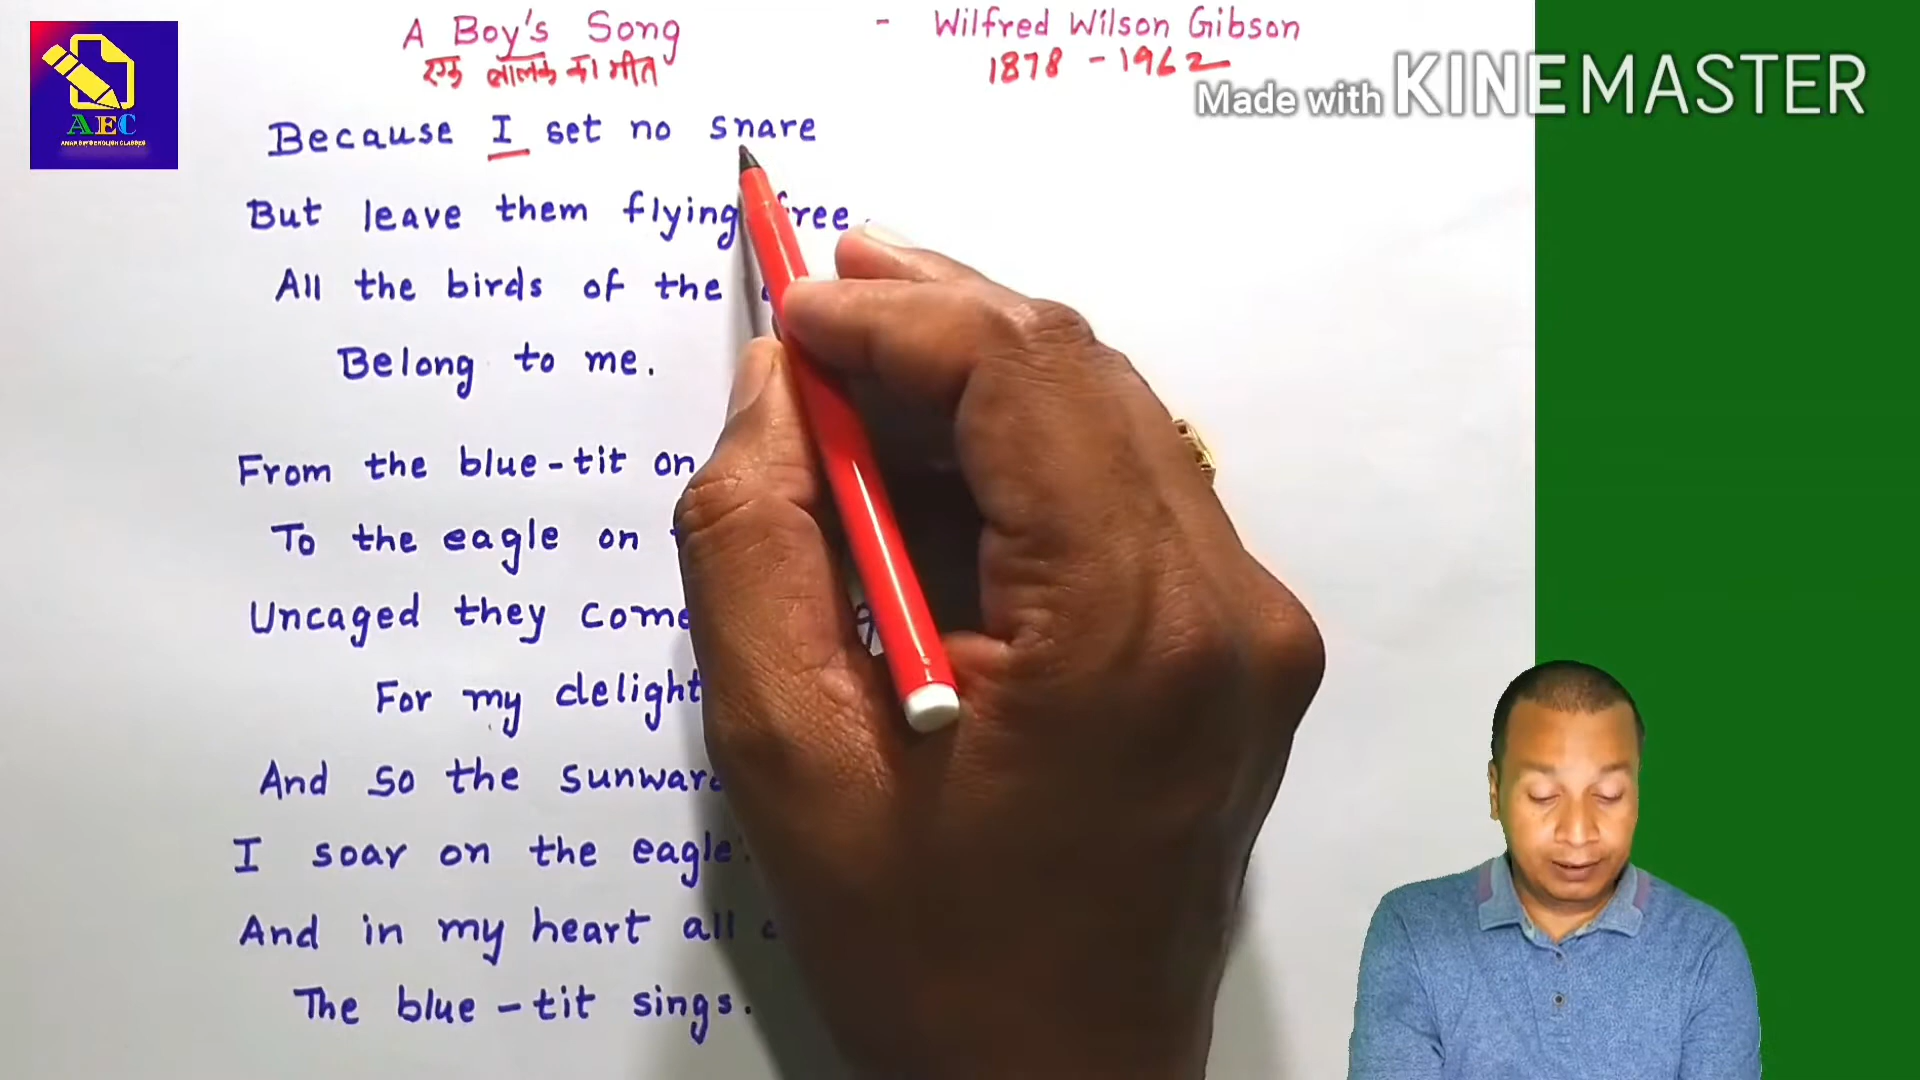 A Boy's Song - Wilfred Wilson Gibson
एक बालक का गीत 1878 - 1962
Made with KINEMASTER
AEC
Because I set no snare
But leave them flying free
All the birds of the
Belong to me.
From the blue-tit on
To the eagle on
Uncaged they come
For my delight
And so the sunward
I soar on the eagle
And in my heart all
The blue-tit sings.